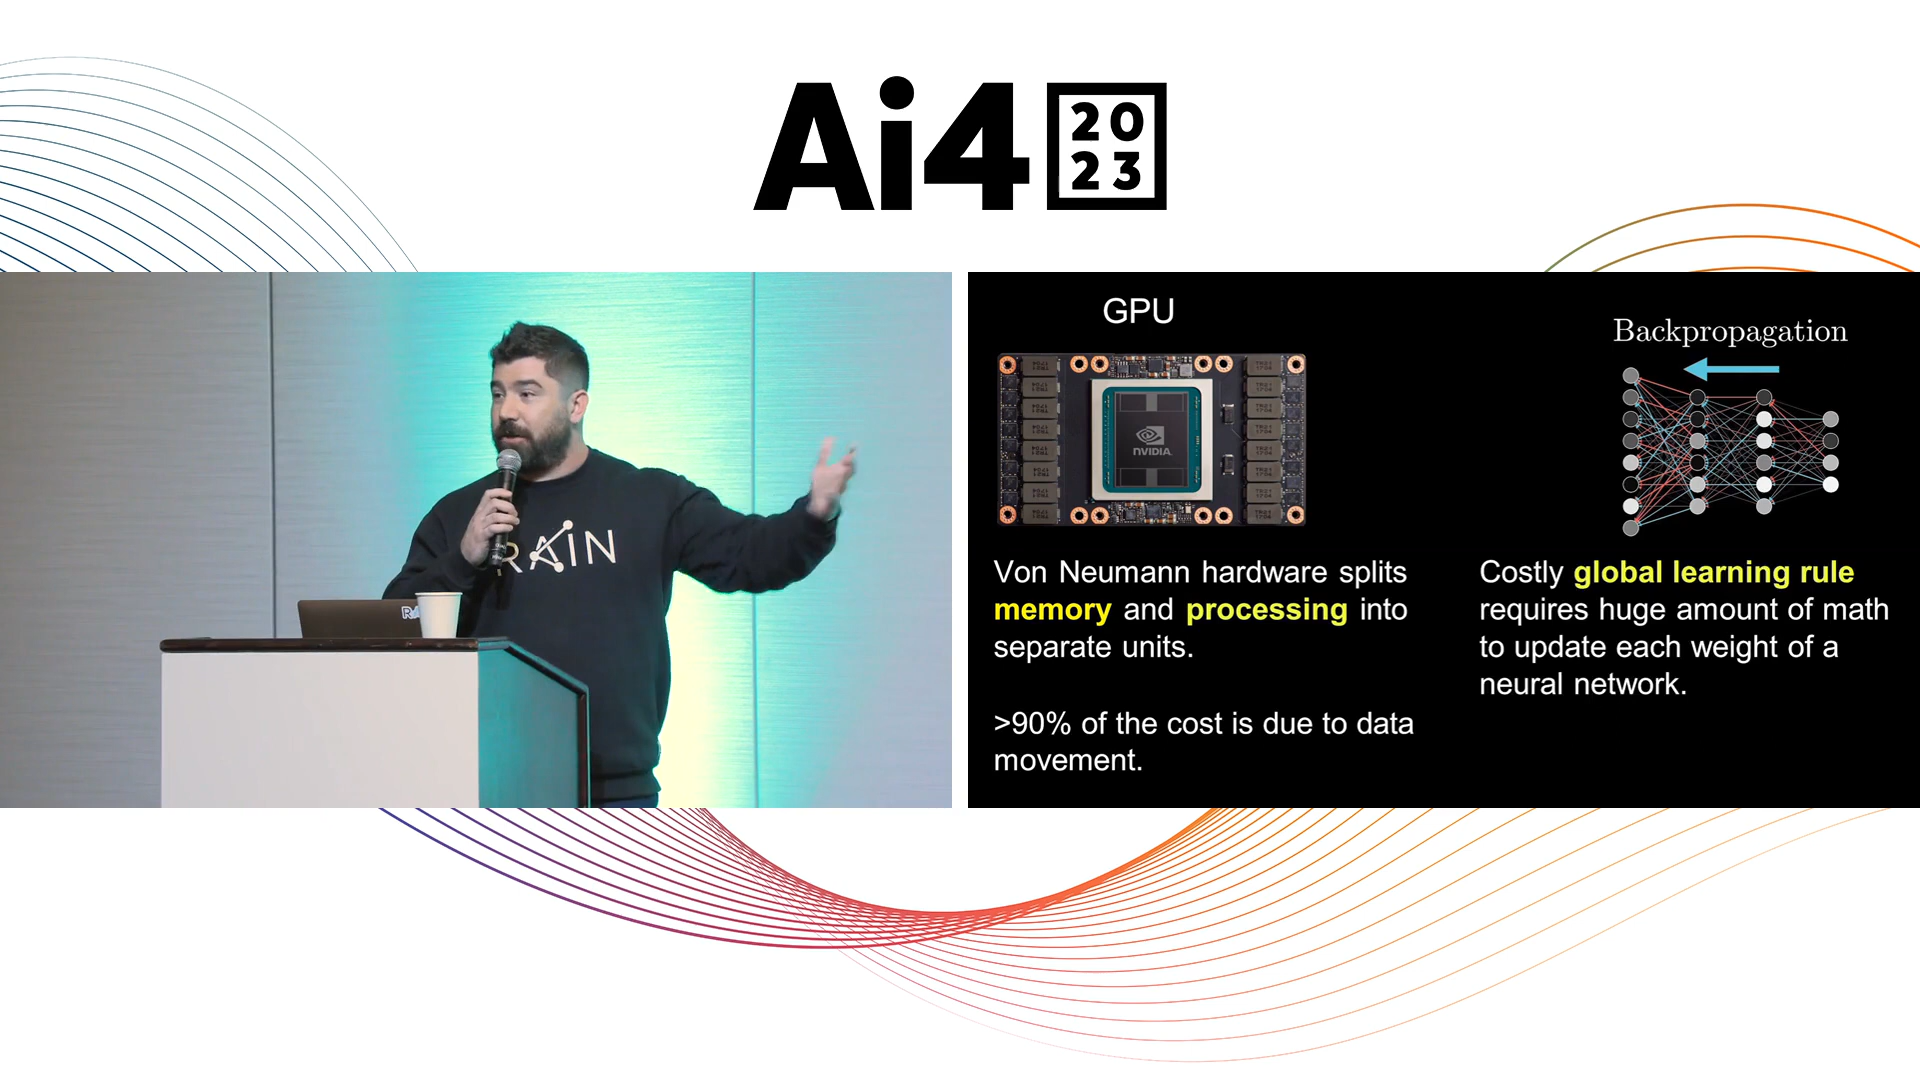 Ai4
20
23
RAIN
GPU
NVIDIA
Von Neumann hardware splits
memory and processing into
separate units.
>90% of the cost is due to data
movement.
Backpropagation
Costly global learning rule
requires huge amount of math
to update each weight of a
neural network.